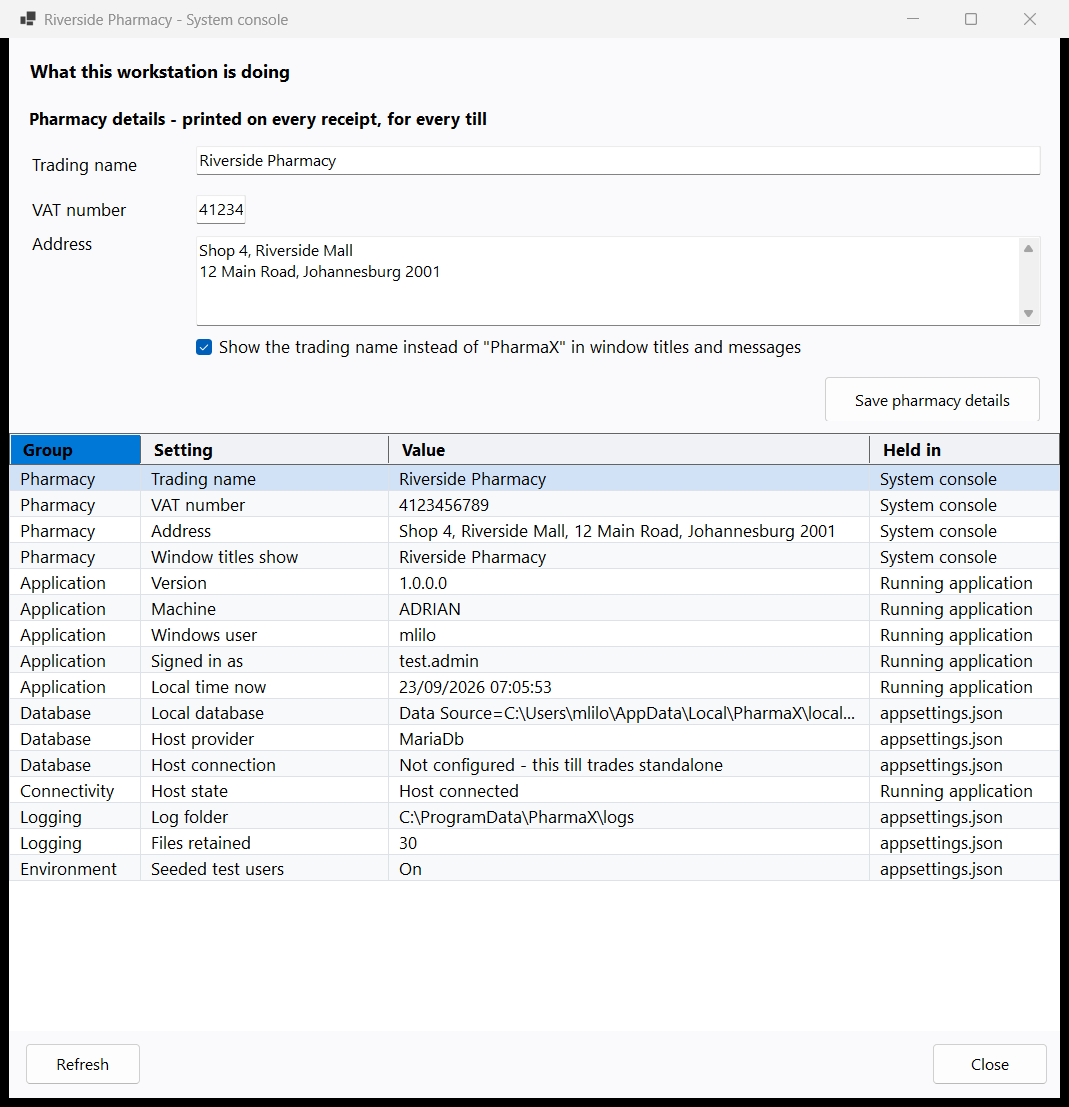 Riverside Pharmacy - System console
What this workstation is doing
Pharmacy details - printed on every receipt, for every till
Trading name Riverside Pharmacy
VAT number 41234
Address Shop 4, Riverside Mall
12 Main Road, Johannesburg 2001
Show the trading name instead of "PharmaX" in window titles and messages
Save pharmacy details
Group Setting Value Held in
Pharmacy Trading name Riverside Pharmacy System console
Pharmacy VAT number 4123456789 System console
Pharmacy Address Shop 4, Riverside Mall, 12 Main Road, Johannesburg 2001 System console
Pharmacy Window titles show Riverside Pharmacy System console
Application Version 1.0.0.0 Running application
Application Machine ADRIAN Running application
Application Windows user mlilo Running application
Application Signed in as test.admin Running application
Application Local time now 23/09/2026 07:05:53 Running application
Database Local database Data Source=C:\Users\mlilo\AppData\Local\PharmaX\local... appsettings.json
Database Host provider MariaDb appsettings.json
Database Host connection Not configured - this till trades standalone appsettings.json
Connectivity Host state Host connected Running application
Logging Log folder C:\ProgramData\PharmaX\logs appsettings.json
Logging Files retained 30 appsettings.json
Environment Seeded test users On appsettings.json
Refresh Close